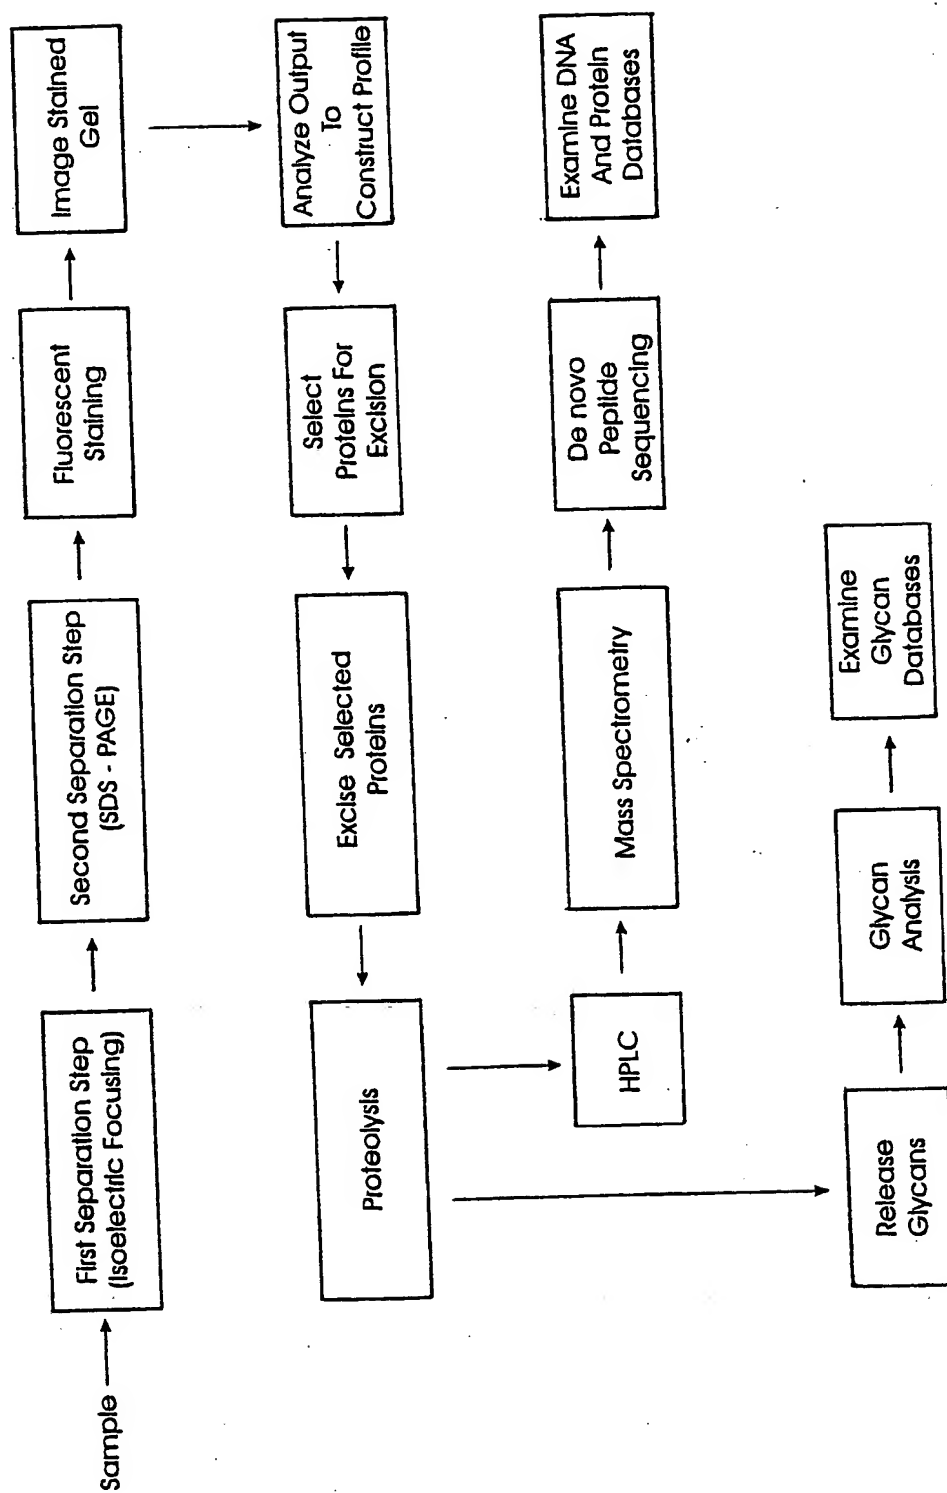 Sample
First Separation Step
(Isoelectric Focusing)
Second Separation Step
(SDS - PAGE)
Fluorescent
Staining
Image Stained
Gel
Analyze Output
To
Construct Profile
Select
Proteins For
Excision
Excise Selected
Proteins
Proteolysis
HPLC
Mass Spectrometry
De novo
Peptide
Sequencing
Examine DNA
And Protein
Databases
Release
Glycans
Glycan
Analysis
Examine
Glycan
Databases